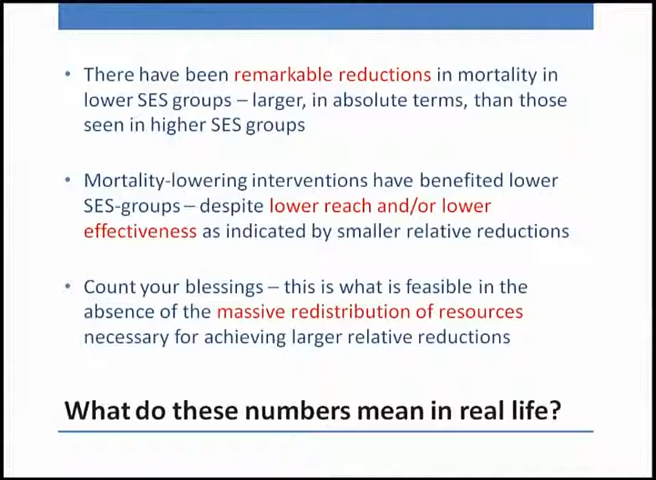 • There have been remarkable reductions in mortality in
lower SES groups – larger, in absolute terms, than those
seen in higher SES groups
• Mortality-lowering interventions have benefited lower
SES-groups – despite lower reach and/or lower
effectiveness as indicated by smaller relative reductions
• Count your blessings – this is what is feasible in the
absence of the massive redistribution of resources
necessary for achieving larger relative reductions
What do these numbers mean in real life?